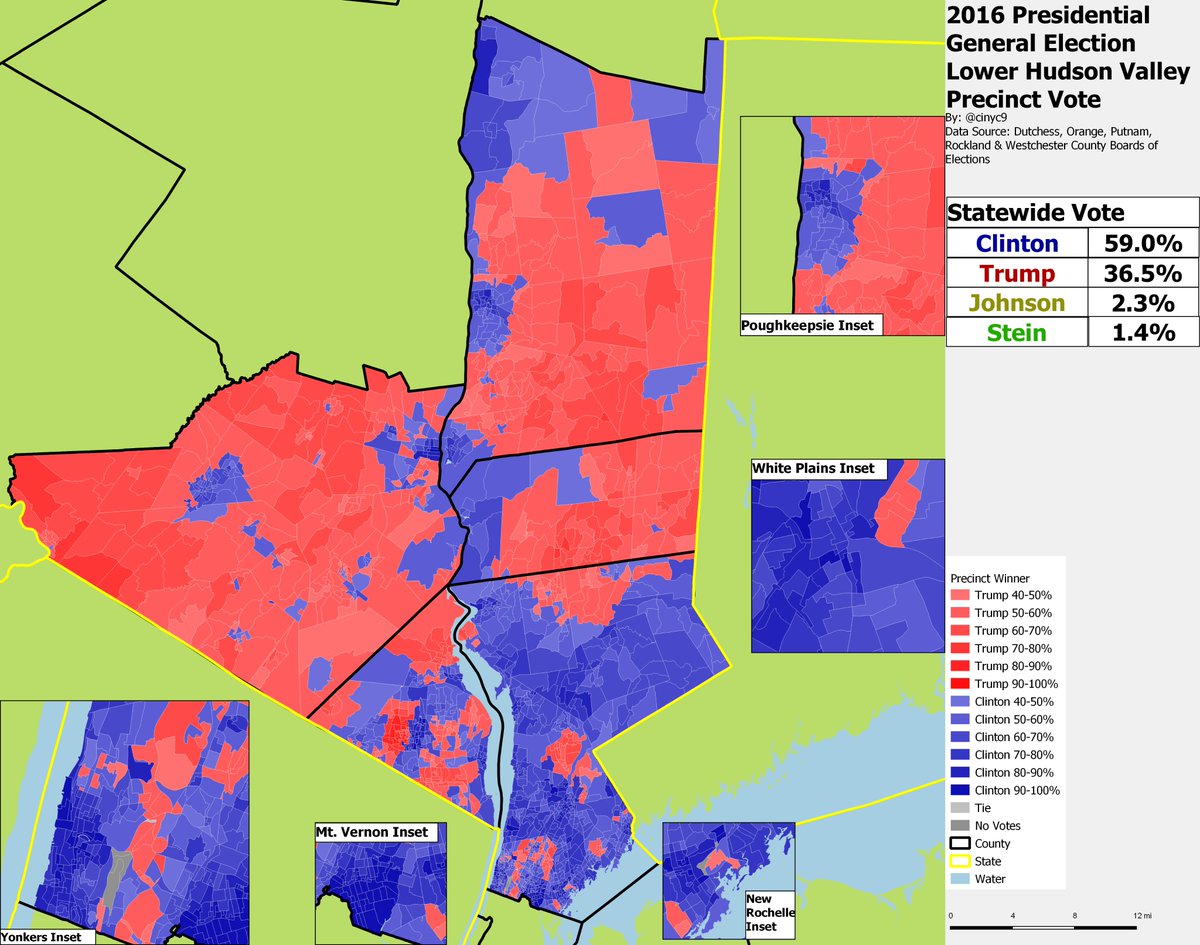 2016 Presidential
General Election
Lower Hudson Valley
Precinct Vote
By: @cinyc9
Data Source: Dutchess, Orange, Putnam,
Rockland & Westchester County Boards of
Elections
Statewide Vote
Clinton 59.0%
Trump 36.5%
Johnson 2.3%
Stein 1.4%
Poughkeepsie Inset
White Plains Inset
Precinct Winner
Trump 40-50%
Trump 50-60%
Trump 60-70%
Trump 70-80%
Trump 80-90%
Trump 90-100%
Clinton 40-50%
Clinton 50-60%
Clinton 60-70%
Clinton 70-80%
Clinton 80-90%
Clinton 90-100%
Tie
No Votes
County
State
Water
0 4 8 12 mi
Mt. Vernon Inset
New
Rochelle
Inset
Yonkers Inset